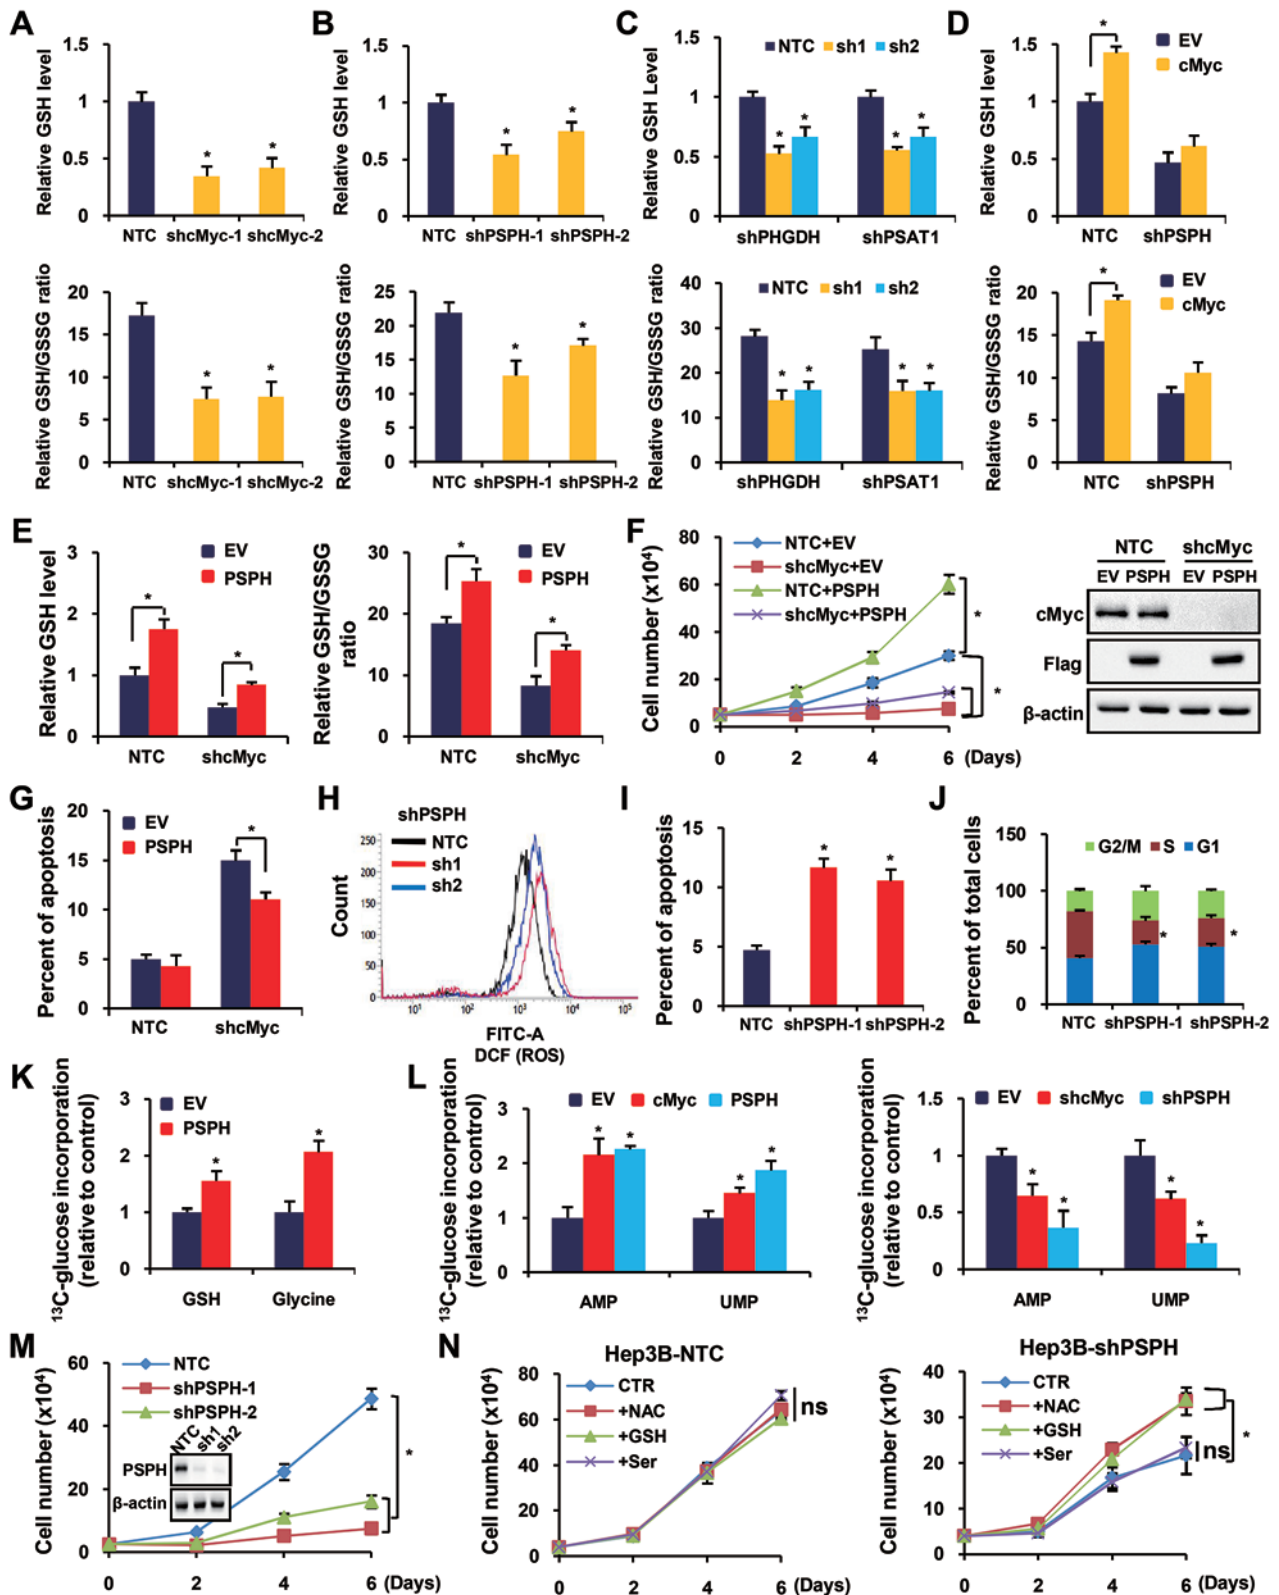 A
Relative GSH level
1.5
1
0.5
0
NTC shcMyc-1 shcMyc-2
* *
Relative GSH/GSSG ratio
20
15
10
5
0
NTC shcMyc-1 shcMyc-2
* *
B
Relative GSH level
1.5
1
0.5
0
NTC shPSPH-1 shPSPH-2
* *
Relative GSH/GSSG ratio
25
20
15
10
5
0
NTC shPSPH-1 shPSPH-2
* *
C
Relative GSH Level
1.5
1
0.5
0
NTC sh1 sh2
* * * *
shPHGDH shPSAT1
Relative GSH/GSSG ratio
40
30
20
10
0
NTC sh1 sh2
* * * *
shPHGDH shPSAT1
D
Relative GSH level
1.5
1
0.5
0
EV
cMyc
*
NTC shPSPH
Relative GSH/GSSG ratio
20
15
10
5
0
EV
cMyc
*
NTC shPSPH
E
Relative GSH level
3
2
1
0
EV
PSPH
* *
NTC shcMyc
Relative GSH/GSSG
ratio
30
20
10
0
EV
PSPH
* *
NTC shcMyc
F
Cell number (x10⁴)
80
60
40
20
0
NTC+EV
shcMyc+EV
NTC+PSPH
shcMyc+PSPH
*
*
*
0 2 4 6 (Days)
NTC shcMyc
EV PSPH EV PSPH
cMyc
Flag
β-actin
G
Percent of apoptosis
20
15
10
5
0
EV
PSPH
*
NTC shcMyc
H
shPSPH
NTC
sh1
sh2
Count
250
200
150
100
50
0
10¹ 10² 10³ 10⁴ 10⁵
FITC-A
DCF (ROS)
I
Percent of apoptosis
15
10
5
0
* *
NTC shPSPH-1 shPSPH-2
J
Percent of total cells
150
100
50
0
G2/M S G1
* *
NTC shPSPH-1 shPSPH-2
K
¹³C-glucose incorporation
(relative to control)
3
2
1
0
EV
PSPH
* *
GSH Glycine
L
¹³C-glucose incorporation
(relative to control)
3
2
1
0
EV cMyc PSPH
* * * *
AMP UMP
¹³C-glucose incorporation
(relative to control)
1.5
1
0.5
0
EV shcMyc shPSPH
* * * *
AMP UMP
M
Cell number (x10⁴)
60
40
20
0
NTC
shPSPH-1
shPSPH-2
NTC sh1 sh2
PSPH
β-actin
*
0 2 4 6 (Days)
N
Hep3B-NTC
Cell number (x10⁴)
80
60
40
20
0
CTR
+NAC
+GSH
+Ser
ns
0 2 4 6 (Days)
Hep3B-shPSPH
Cell number (x10⁴)
40
30
20
10
0
CTR
+NAC
+GSH
+Ser
ns
*
0 2 4 6 (Days)